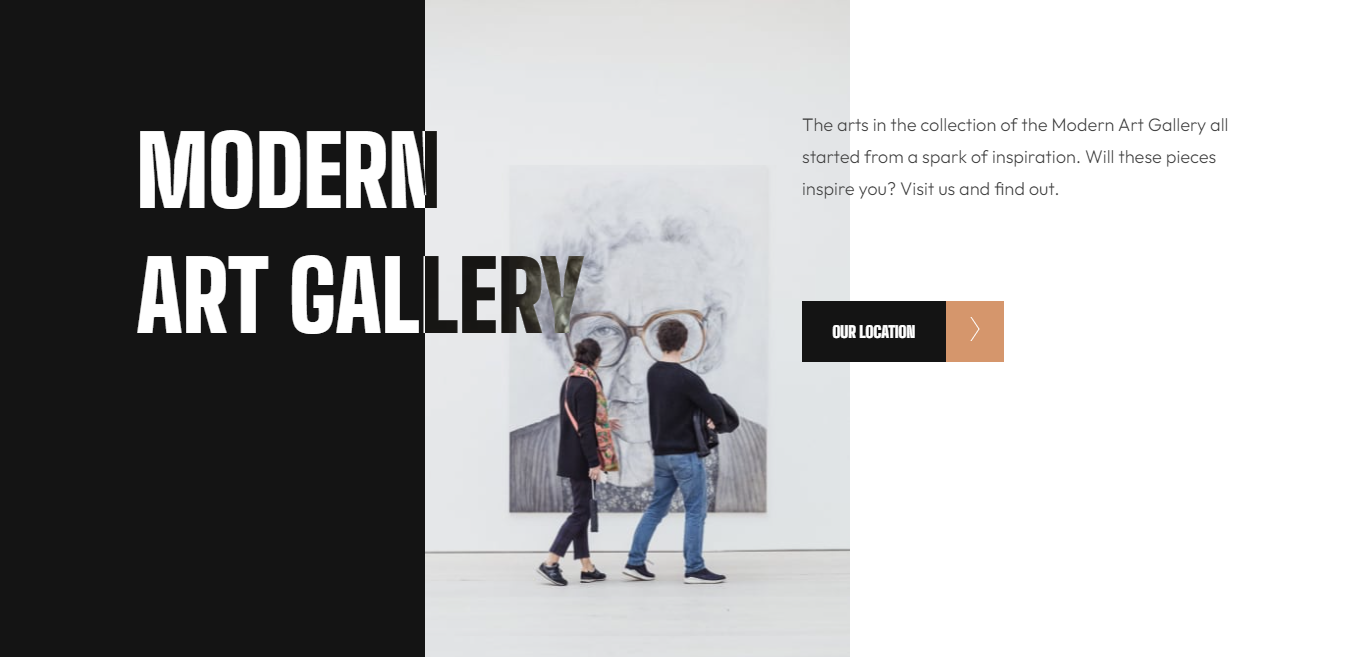 MODERN
ART GALLERY
The arts in the collection of the Modern Art Gallery all
started from a spark of inspiration. Will these pieces
inspire you? Visit us and find out.
OUR LOCATION